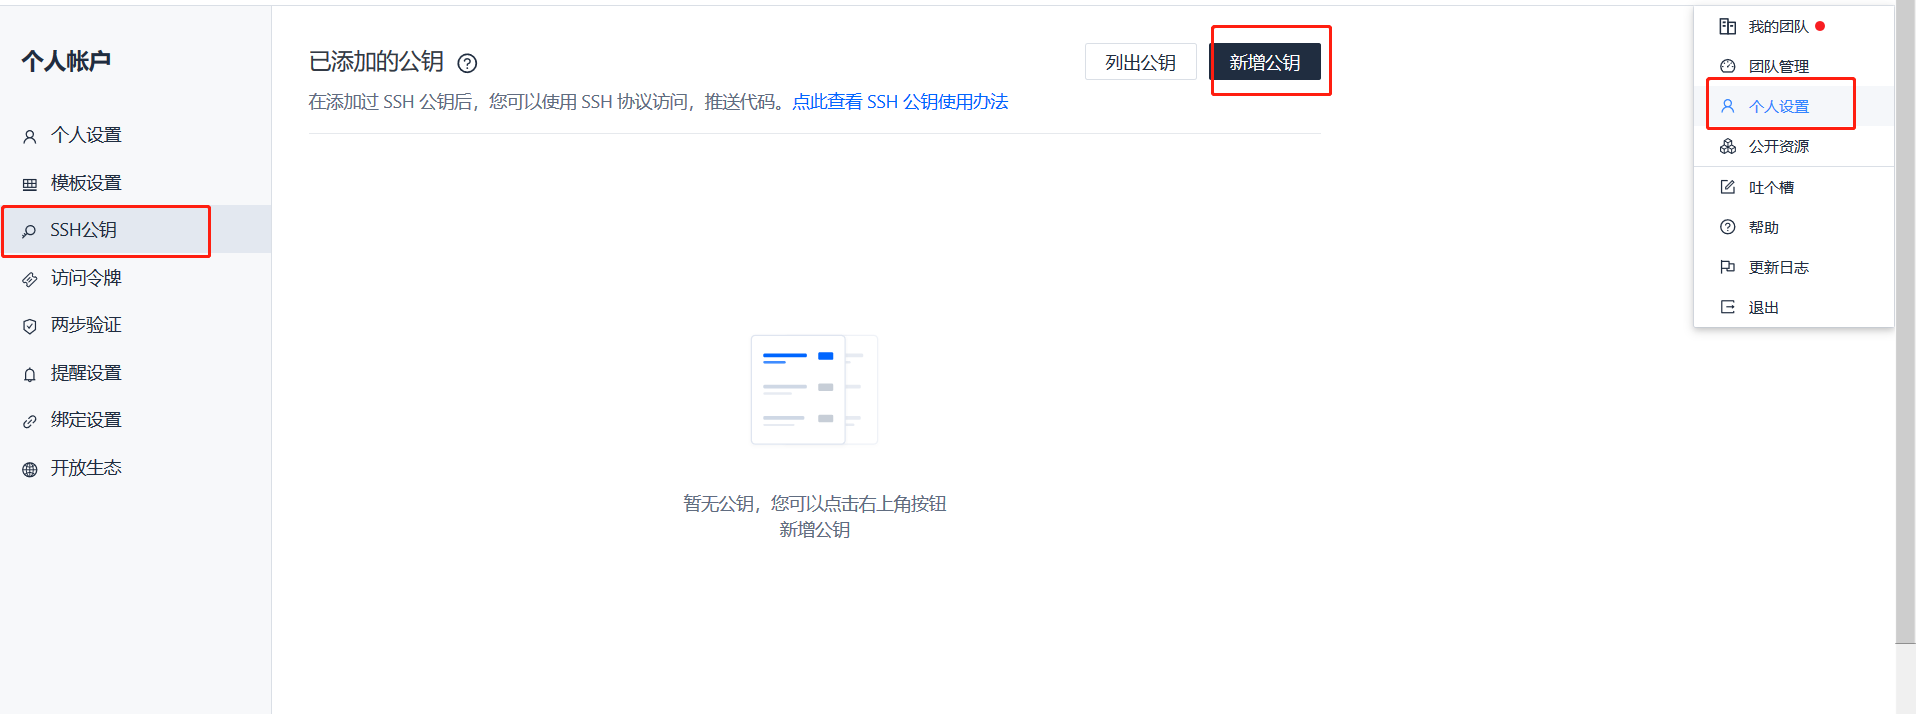 个人帐户
个人设置
模板设置
SSH公钥
访问令牌
两步验证
提醒设置
绑定设置
开放生态
已添加的公钥
列出公钥
新增公钥
在添加过 SSH 公钥后，您可以使用 SSH 协议访问，推送代码。点此查看 SSH 公钥使用办法
暂无公钥，您可以点击右上角按钮
新增公钥
我的团队
团队管理
个人设置
公开资源
吐个槽
帮助
更新日志
退出